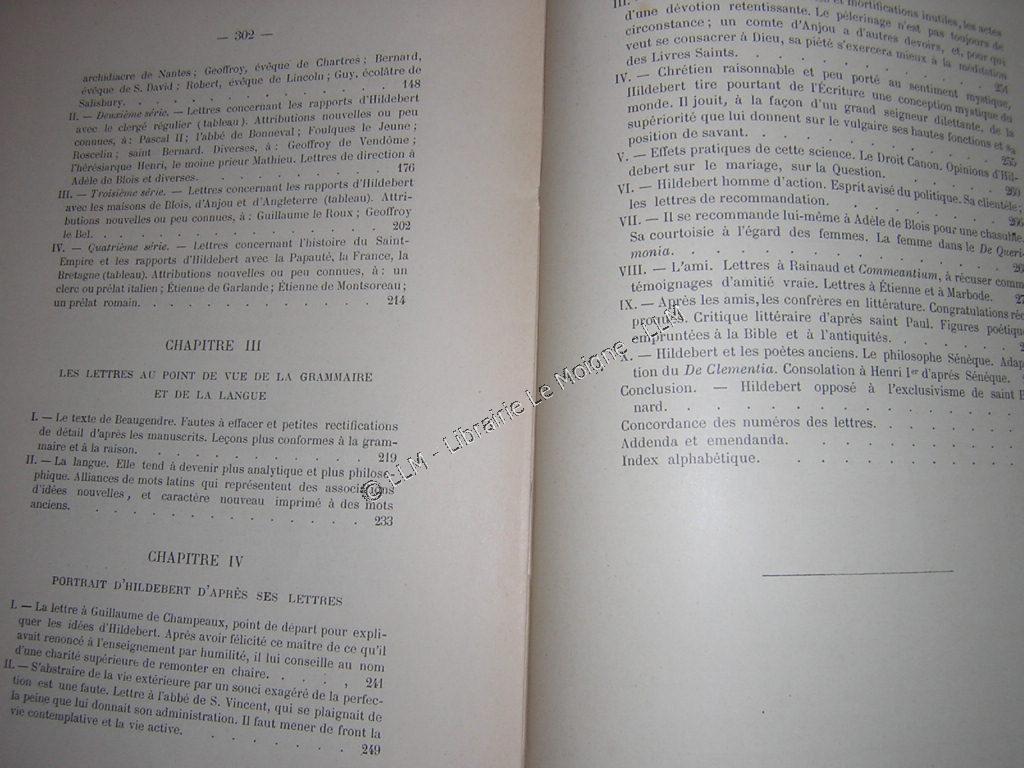 — 302 —
archidiacre de Nantes; Geoffroy, évêque de Chartres; Bernard,
évêque de S. David; Robert, évêque de Lincoln; Guy, écolâtre de
Salisbury. . . . . . . . . . . . . . 148
II. — Deuxième série. — Lettres concernant les rapports d'Hildebert
avec le clergé régulier (tableau). Attributions nouvelles ou peu
connues, à: Pascal II; l'abbé de Bonneval; Foulques le Jeune;
Roscelin; saint Bernard. Diverses, à: Geoffroy de Vendôme;
l'hérésiarque Henri, le moine prieur Mathieu. Lettres de direction à
Adèle de Blois et diverses. . . . . . . . . . 176
III. — Troisième série. — Lettres concernant les rapports d'Hildebert
avec les maisons de Blois, d'Anjou et d'Angleterre (tableau). Attri-
butions nouvelles ou peu connues, à: Guillaume le Roux; Geoffroy
le Bel. . . . . . . . . . . . . . 202
IV. — Quatrième série. — Lettres concernant l'histoire du Saint-
Empire et les rapports d'Hildebert avec la Papauté, la France, la
Bretagne (tableau). Attributions nouvelles ou peu connues, à: un
clerc ou prélat italien; Étienne de Garlande; Étienne de Montsoreau;
un prélat romain. . . . . . . . . . . . 214
CHAPITRE III
LES LETTRES AU POINT DE VUE DE LA GRAMMAIRE
ET DE LA LANGUE
I. — Le texte de Beaugendre. Fautes à effacer et petites rectifications
de détail d'après les manuscrits. Leçons plus conformes à la gram-
maire et à la raison. . . . . . . . . . . 219
II. — La langue. Elle tend à devenir plus analytique et plus philoso-
phique. Alliances de mots latins qui représentent des associations
d'idées nouvelles, et caractère nouveau imprimé à des mots
anciens. . . . . . . . . . . . . . 233
CHAPITRE IV
PORTRAIT D'HILDEBERT D'APRÈS SES LETTRES
I. — La lettre à Guillaume de Champeaux, point de départ pour expli-
quer les idées d'Hildebert. Après avoir félicité ce maître de ce qu'il
avait renoncé à l'enseignement par humilité, il lui conseille au nom
d'une charité supérieure de remonter en chaire. . . . . , 241
II. — S'abstraire de la vie extérieure par un souci exagéré de la perfec-
tion est une faute. Lettre à l'abbé de S. Vincent, qui se plaignait de
la peine que lui donnait son administration. Il faut mener de front la
vie contemplative et la vie active. . . . . . . . 249
III. — et mortifications inutiles, les actes
d'une dévotion retentissante. Le pèlerinage n'est pas toujours de
circonstance; un comte d'Anjou a d'autres devoirs, et, pour qui
veut se consacrer à Dieu, sa piété s'exercera mieux à la méditation
des Livres Saints. . . . . . . . . . . . 251
IV. — Chrétien raisonnable et peu porté au sentiment mystique,
Hildebert tire pourtant de l'Écriture une conception mystique du
monde. Il jouit, à la façon d'un grand seigneur dilettante, de la
supériorité que lui donnent sur le vulgaire ses hautes fonctions et sa
position de savant. . . . . . . . . . . . 255
V. — Effets pratiques de cette science. Le Droit Canon. Opinions d'Hil-
debert sur le mariage, sur la Question. . . . . . . 260
VI. — Hildebert homme d'action. Esprit avisé du politique. Sa clientèle;
les lettres de recommandation. . . . . . . . . 266
VII. — Il se recommande lui-même à Adèle de Blois pour une chasuble.
Sa courtoisie à l'égard des femmes. La femme dans le De Queri-
monia. . . . . . . . . . . . . .
VIII. — L'ami. Lettres à Rainaud et Commeantium, à récuser comme
témoignages d'amitié vraie. Lettres à Étienne et à Marbode.
IX. — Après les amis, les confrères en littérature. Congratulations réci-
proques. Critique littéraire d'après saint Paul. Figures poétiques
empruntées à la Bible et à l'antiquités. . . . . . .
X. — Hildebert et les poètes anciens. Le philosophe Sénèque. Adap-
tation du De Clementia. Consolation à Henri 1er d'après Sénèque.
Conclusion. — Hildebert opposé à l'exclusivisme de saint Ber-
nard. . . . . . . . . . . . . .
Concordance des numéros des lettres. . . . . . . .
Addenda et emendanda. . . . . . . . . . .
Index alphabétique. . . . . . . . . . . .
© LLM - Librairie Le Moigne - LLM